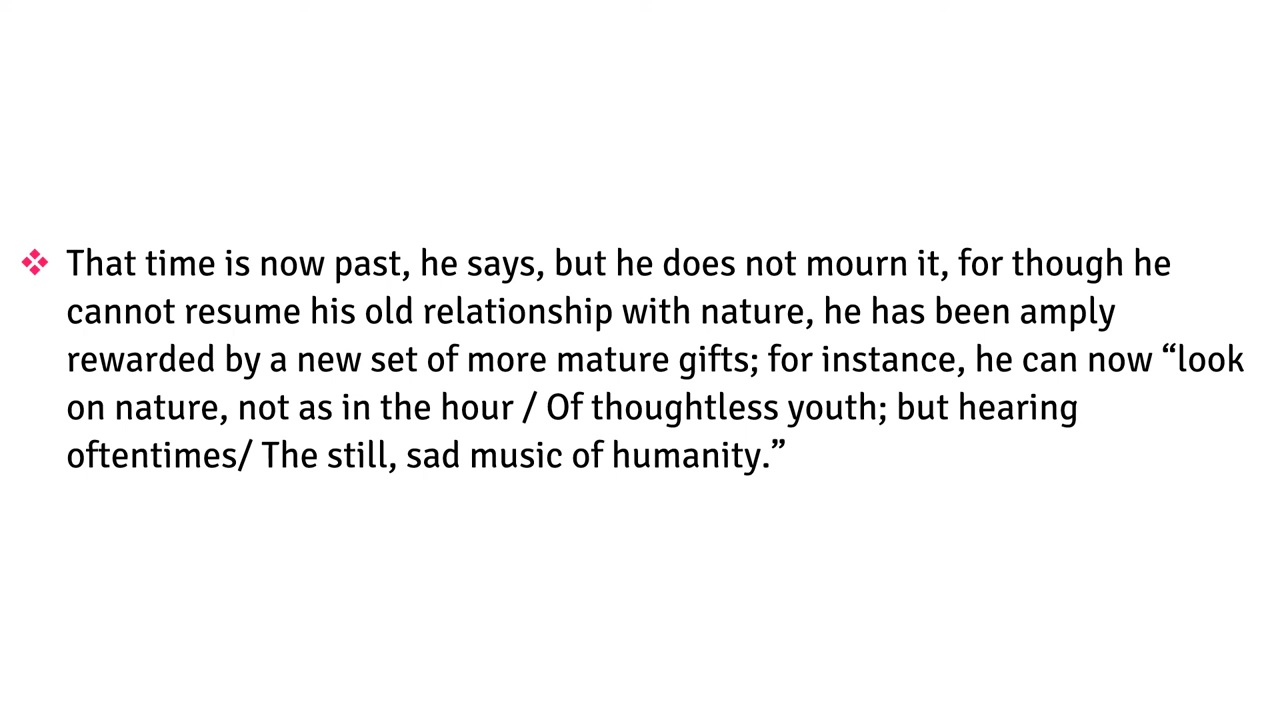 ❖ That time is now past, he says, but he does not mourn it, for though he
cannot resume his old relationship with nature, he has been amply
rewarded by a new set of more mature gifts; for instance, he can now “look
on nature, not as in the hour / Of thoughtless youth; but hearing
oftentimes/ The still, sad music of humanity.”